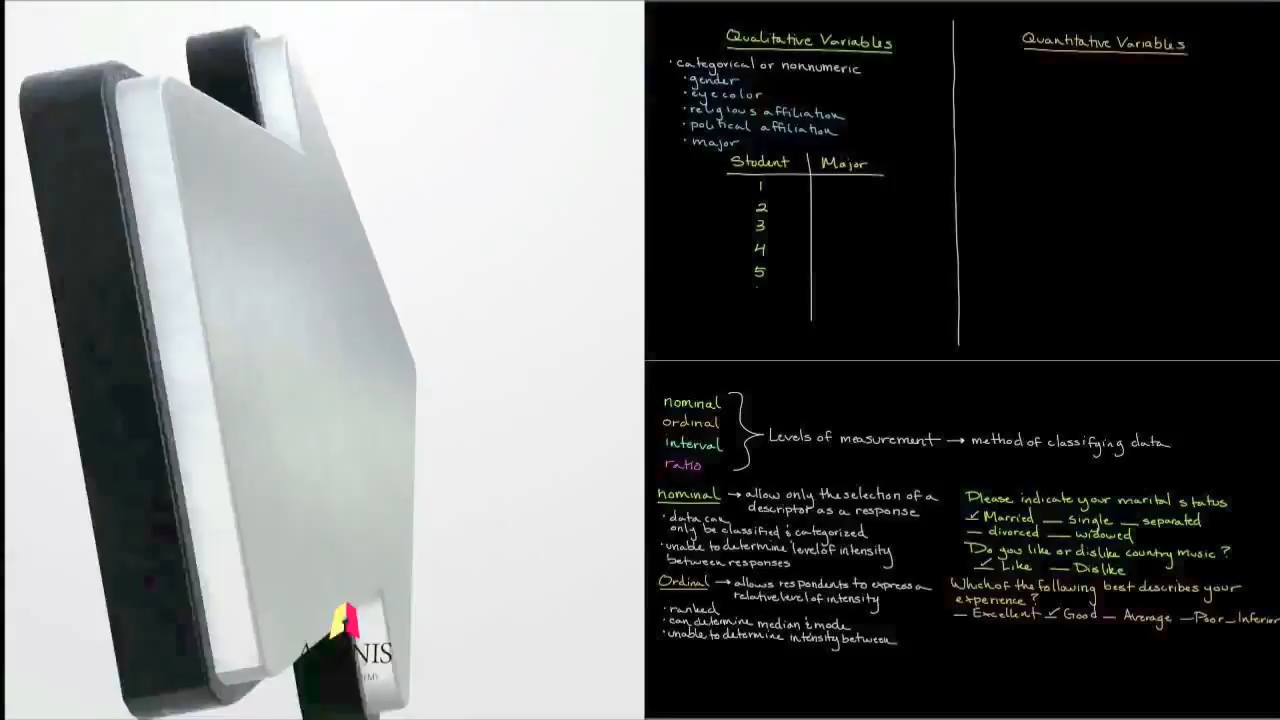 Qualitative Variables
• categorical or nonnumeric
• gender
• eye color
• religious affiliation
• political affiliation
• major
Student Major
1
2
3
4
5
Quantitative Variables
nominal
ordinal
interval
ratio
Levels of measurement → method of classifying data
nominal → allow only the selection of a
descriptor as a response
• data can
only be classified & categorized
• unable to determine level of intensity
between responses
Ordinal → allows respondents to express a
relative level of intensity
• ranked
• can determine median & mode
• unable to determine intensity between
Please indicate your marital status
✓ Married __ single __ separated
__ divorced __ widowed
Do you like or dislike country music?
✓ Like __ Dislike
Which of the following best describes your
experience?
__ Excellent ✓ Good __ Average __ Poor __ Inferior
NIS